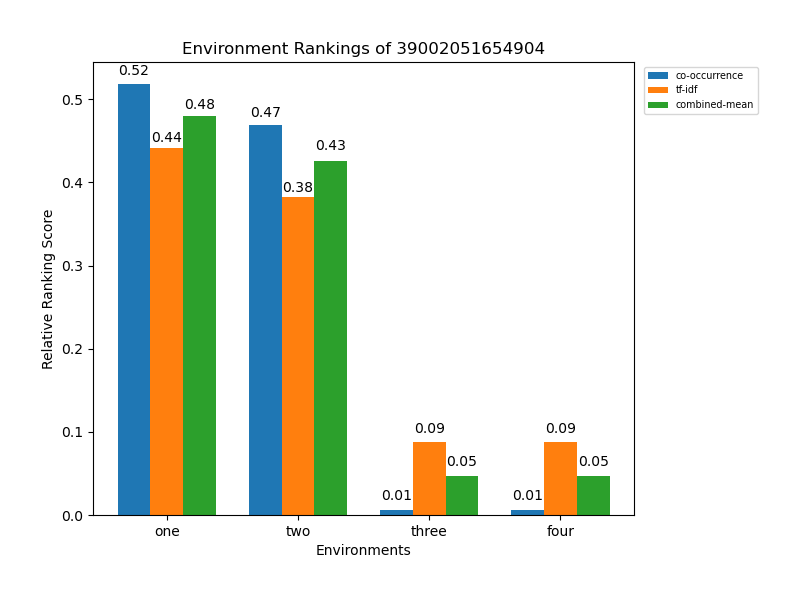 Environment Rankings of 39002051654904
co-occurrence
tf-idf
combined-mean
0.52
0.44
0.48
0.47
0.38
0.43
0.01
0.09
0.05
0.01
0.09
0.05
0.5
0.4
0.3
0.2
0.1
0.0
Relative Ranking Score
one two three four
Environments